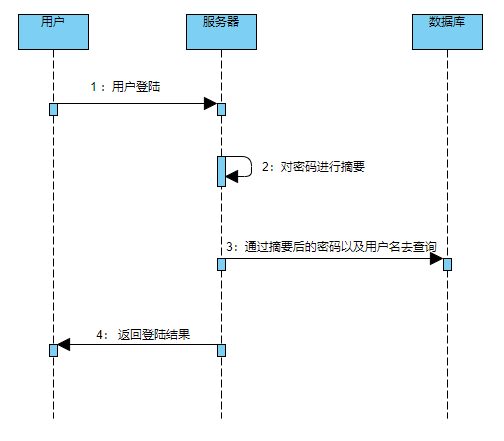 用户
服务器
数据库
1：用户登陆
2：对密码进行摘要
3：通过摘要后的密码以及用户名去查询
4：返回登陆结果